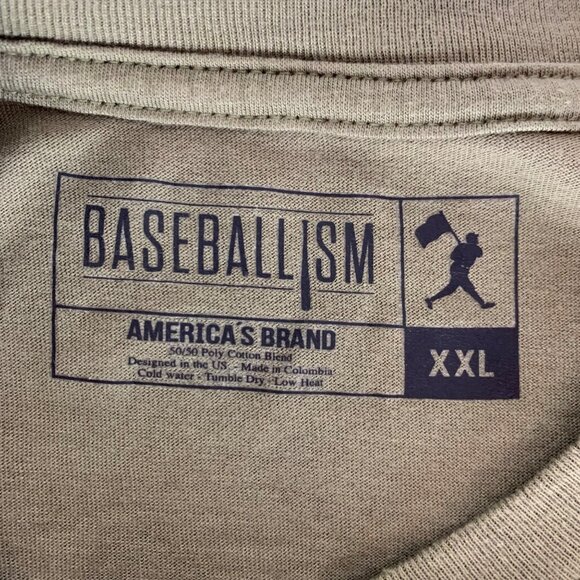 BASEBALLISM
AMERICA'S BRAND
50/50 Poly Cotton Blend
Designed in the US - Made in Colombia
Cold water - Tumble Dry - Low Heat
XXL